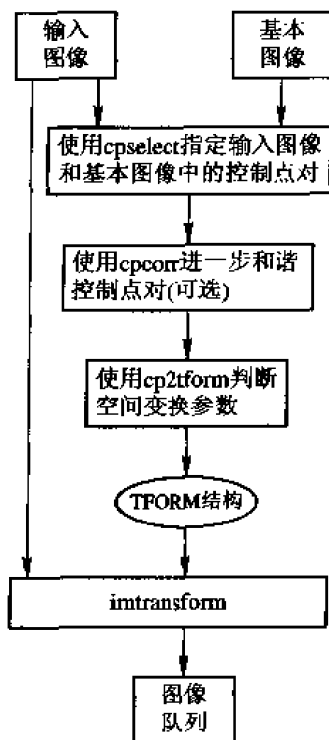 输入
图像
基本
图像
使用cpselect指定输入图像
和基本图像中的控制点对
使用cpcorr进一步和谐
控制点对(可选)
使用cp2tform判断
空间变换参数
TFORM结构
imtransform
图像
队列